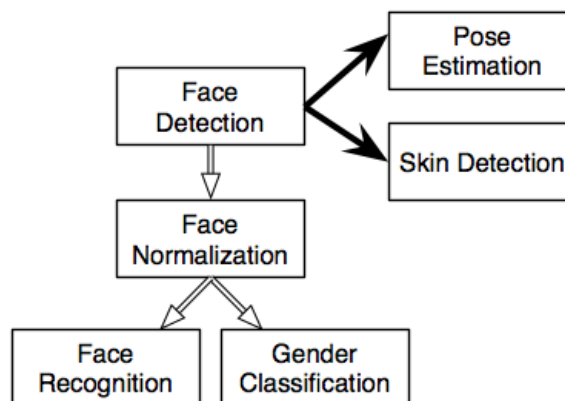 Pose
Estimation
Face
Detection
Skin Detection
Face
Normalization
Face
Recognition
Gender
Classification